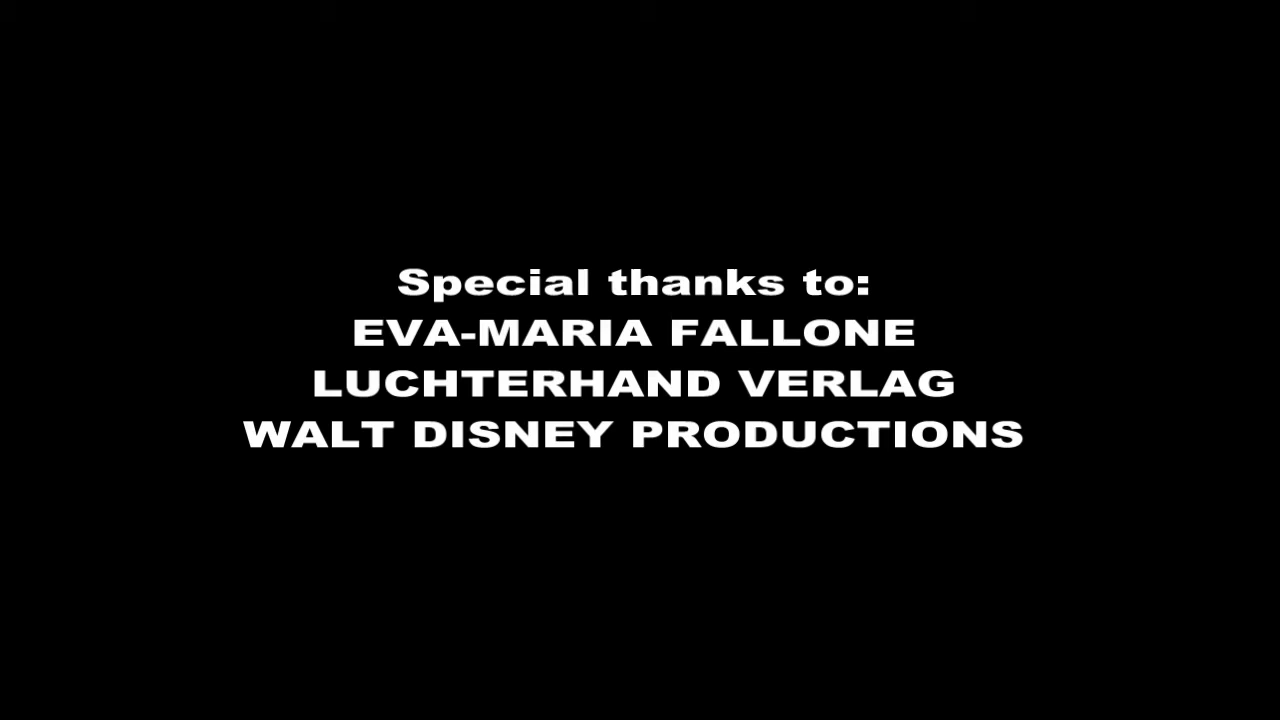 Special thanks to:
EVA-MARIA FALLONE
LUCHTERHAND VERLAG
WALT DISNEY PRODUCTIONS